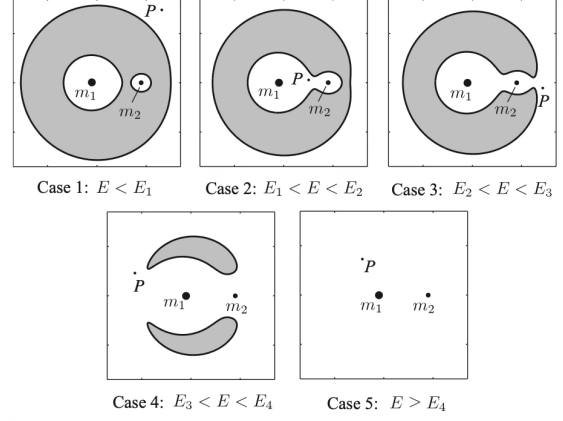 P
m₁
m₂
P
m₁
m₂
m₁
m₂
P
Case 1: E < E₁
Case 2: E₁ < E < E₂
Case 3: E₂ < E < E₃
P
m₁
m₂
P
m₁
m₂
Case 4: E₃ < E < E₄
Case 5: E > E₄